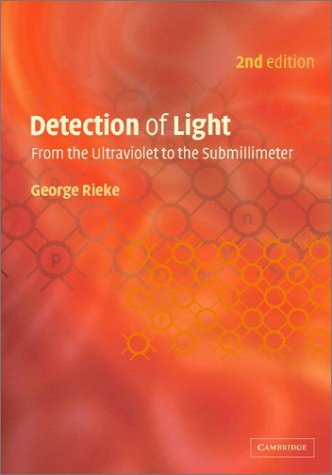 2nd edition
Detection of Light
From the Ultraviolet to the Submillimeter
George Rieke
p
n
p
CAMBRIDGE